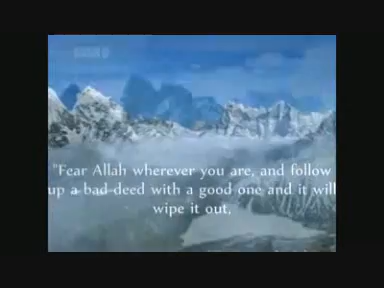 "Fear Allah wherever you are, and follow
up a bad deed with a good one and it will
wipe it out,